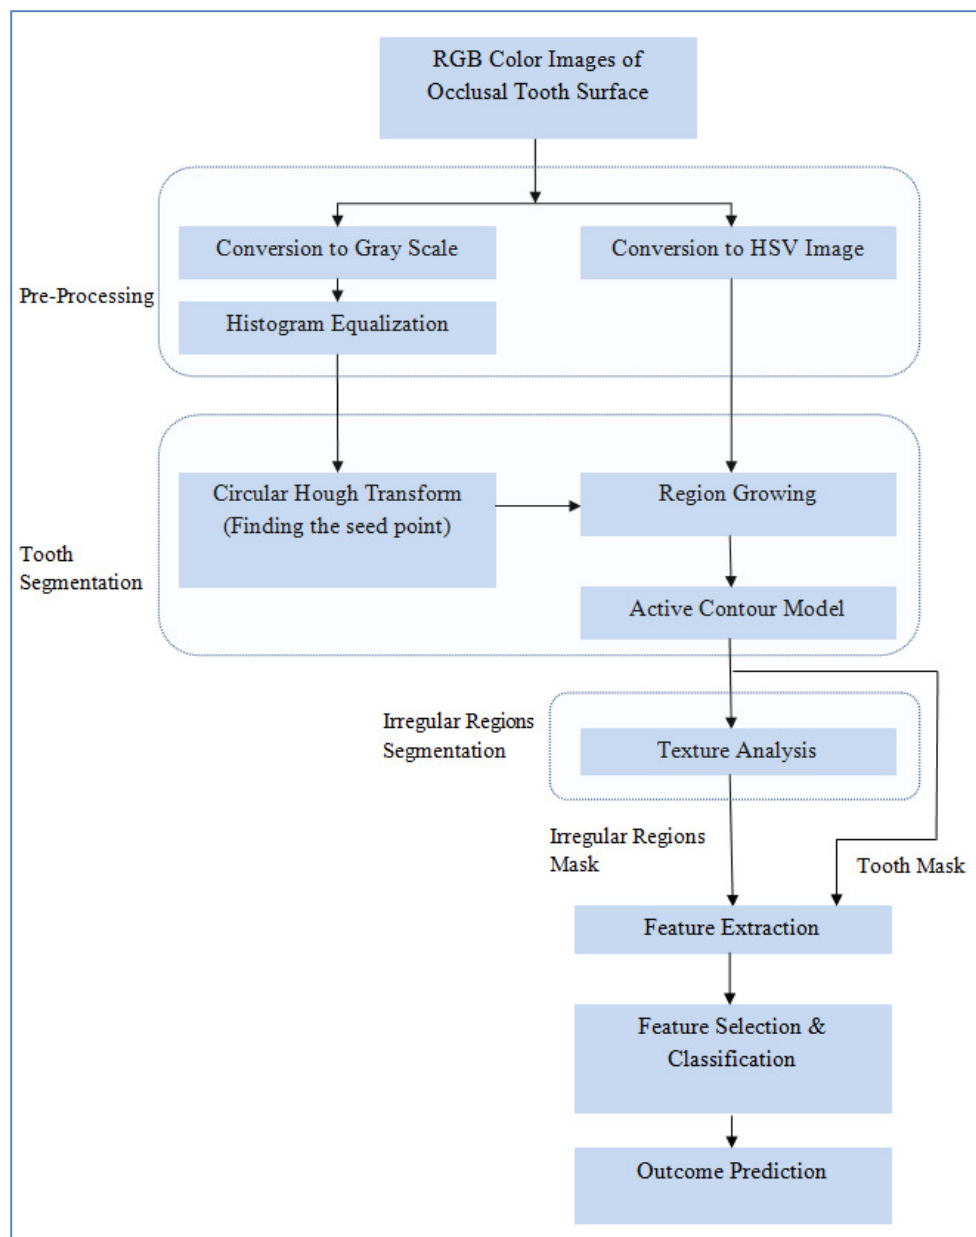 RGB Color Images of
Occlusal Tooth Surface
Conversion to Gray Scale
Conversion to HSV Image
Pre-Processing
Histogram Equalization
Circular Hough Transform
(Finding the seed point)
Region Growing
Tooth
Segmentation
Active Contour Model
Irregular Regions
Segmentation
Texture Analysis
Irregular Regions
Mask
Tooth Mask
Feature Extraction
Feature Selection &
Classification
Outcome Prediction